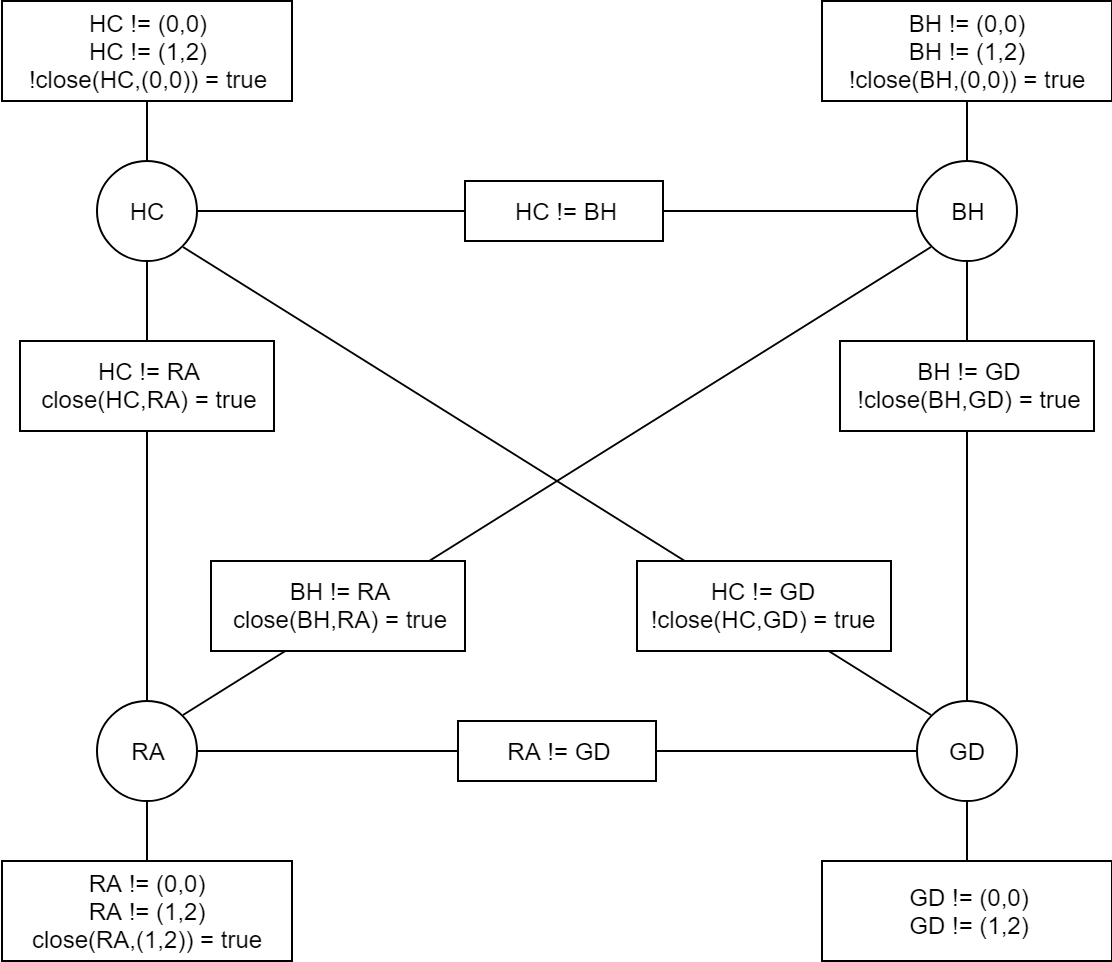 HC != (0,0)
HC != (1,2)
!close(HC,(0,0)) = true
BH != (0,0)
BH != (1,2)
!close(BH,(0,0)) = true
HC
HC != BH
BH
HC != RA
close(HC,RA) = true
BH != GD
!close(BH,GD) = true
BH != RA
close(BH,RA) = true
HC != GD
!close(HC,GD) = true
RA
RA != GD
GD
RA != (0,0)
RA != (1,2)
close(RA,(1,2)) = true
GD != (0,0)
GD != (1,2)